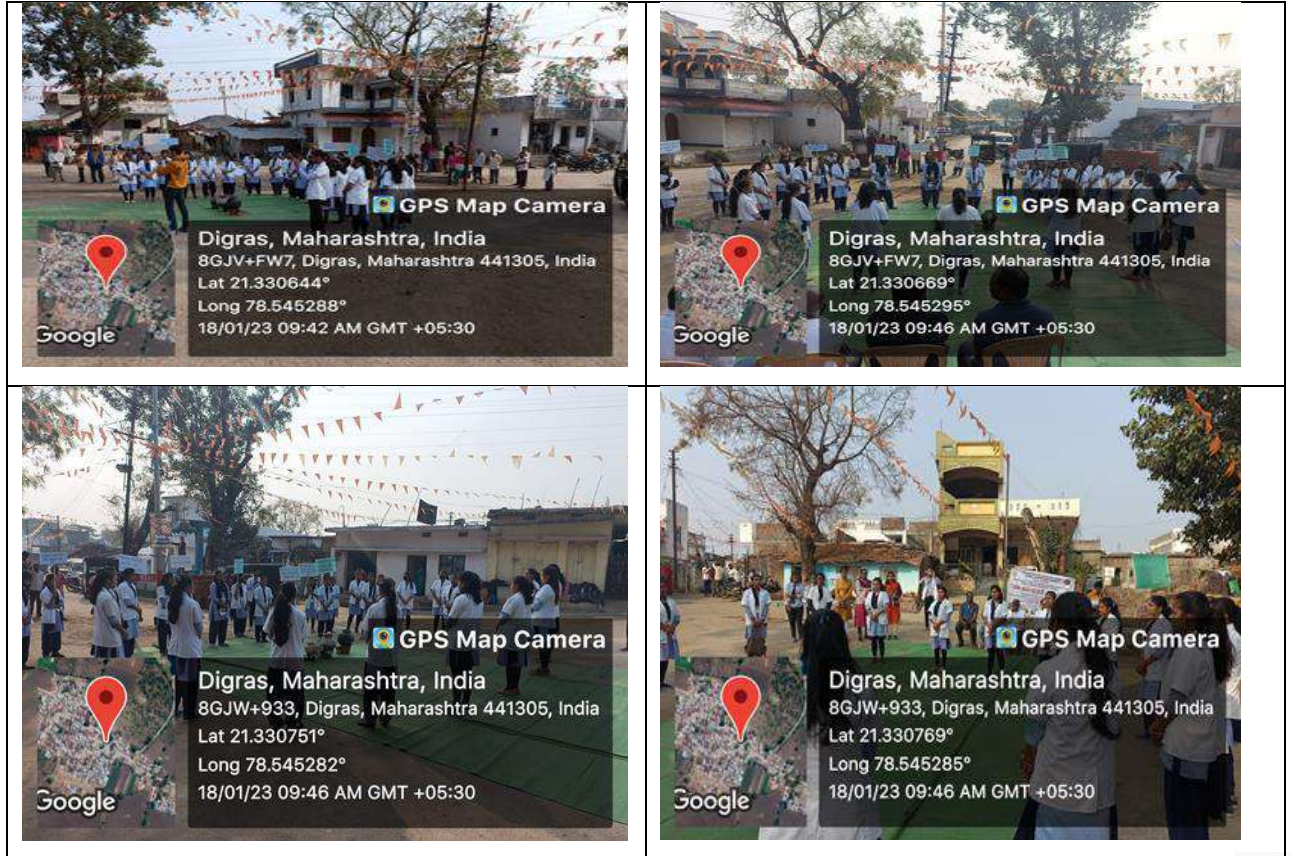 GPS Map Camera
Digras, Maharashtra, India
8GJV+FW7, Digras, Maharashtra 441305, India
Lat 21.330644°
Long 78.545288°
18/01/23 09:42 AM GMT +05:30
Google
GPS Map Camera
Digras, Maharashtra, India
8GJV+FW7, Digras, Maharashtra 441305, India
Lat 21.330669°
Long 78.545295°
18/01/23 09:46 AM GMT +05:30
Google
GPS Map Camera
Digras, Maharashtra, India
8GJW+933, Digras, Maharashtra 441305, India
Lat 21.330751°
Long 78.545282°
18/01/23 09:46 AM GMT +05:30
Google
GPS Map Camera
Digras, Maharashtra, India
8GJW+933, Digras, Maharashtra 441305, India
Lat 21.330769°
Long 78.545285°
18/01/23 09:46 AM GMT +05:30
Google